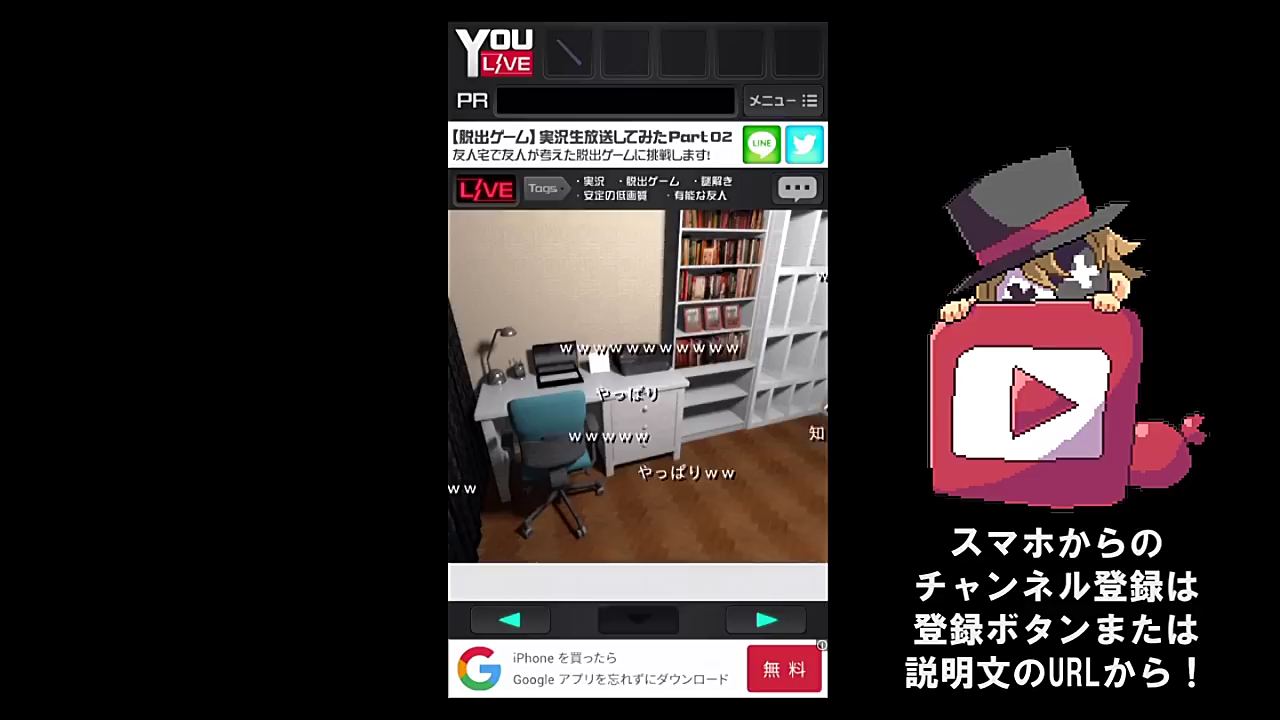 YOU
LIVE
PR
メニュー
【脱出ゲーム】実況生放送してみたPart02
友人宅で友人が考えた脱出ゲームに挑戦します!
LINE
LIVE
Tags
・実況 ・脱出ゲーム ・謎解き
・安定の低画質 ・有能な友人
w
wwwwwwwwwww
やっぱり
wwwww
知
やっぱりww
ww
iPhone を買ったら
Google アプリを忘れずにダウンロード
無料
スマホからの
チャンネル登録は
登録ボタンまたは
説明文のURLから！